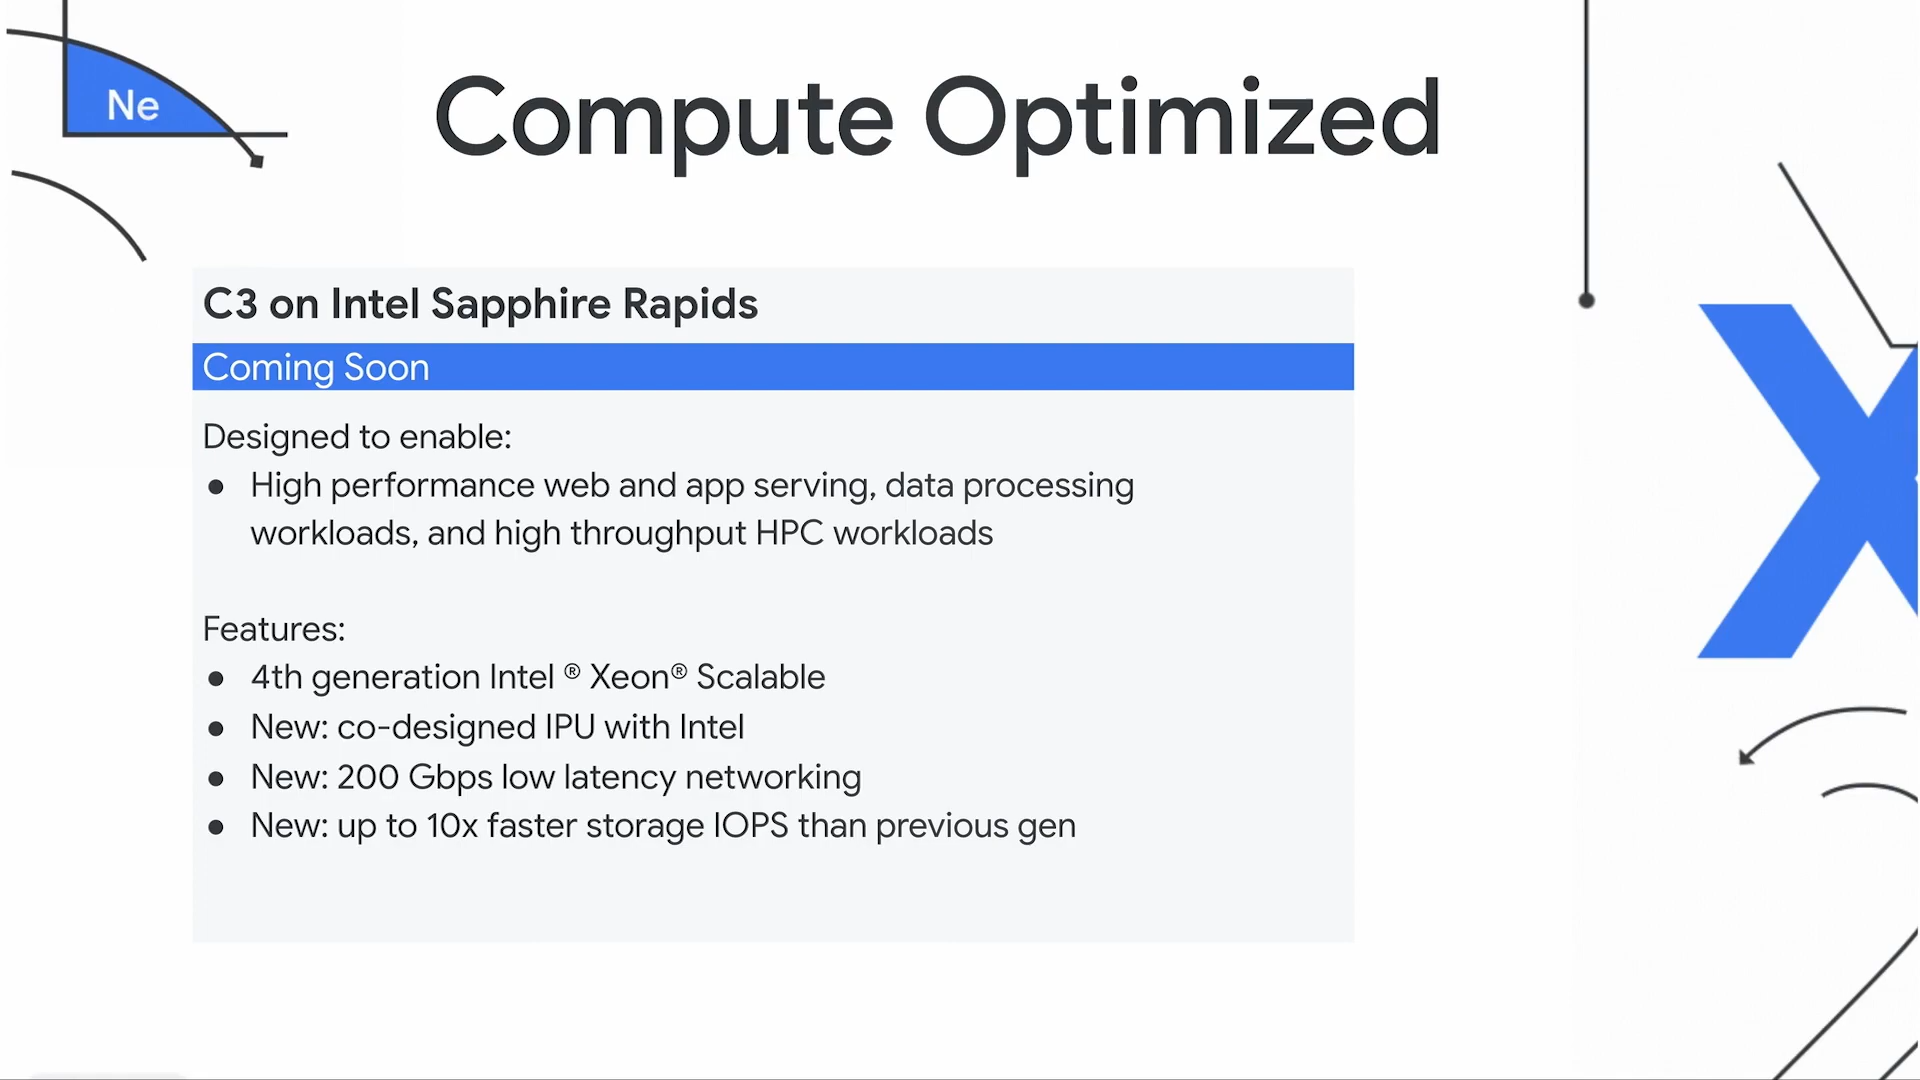 Ne
Compute Optimized
C3 on Intel Sapphire Rapids
Coming Soon
Designed to enable:
● High performance web and app serving, data processing
workloads, and high throughput HPC workloads
Features:
● 4th generation Intel ® Xeon® Scalable
● New: co-designed IPU with Intel
● New: 200 Gbps low latency networking
● New: up to 10x faster storage IOPS than previous gen
X